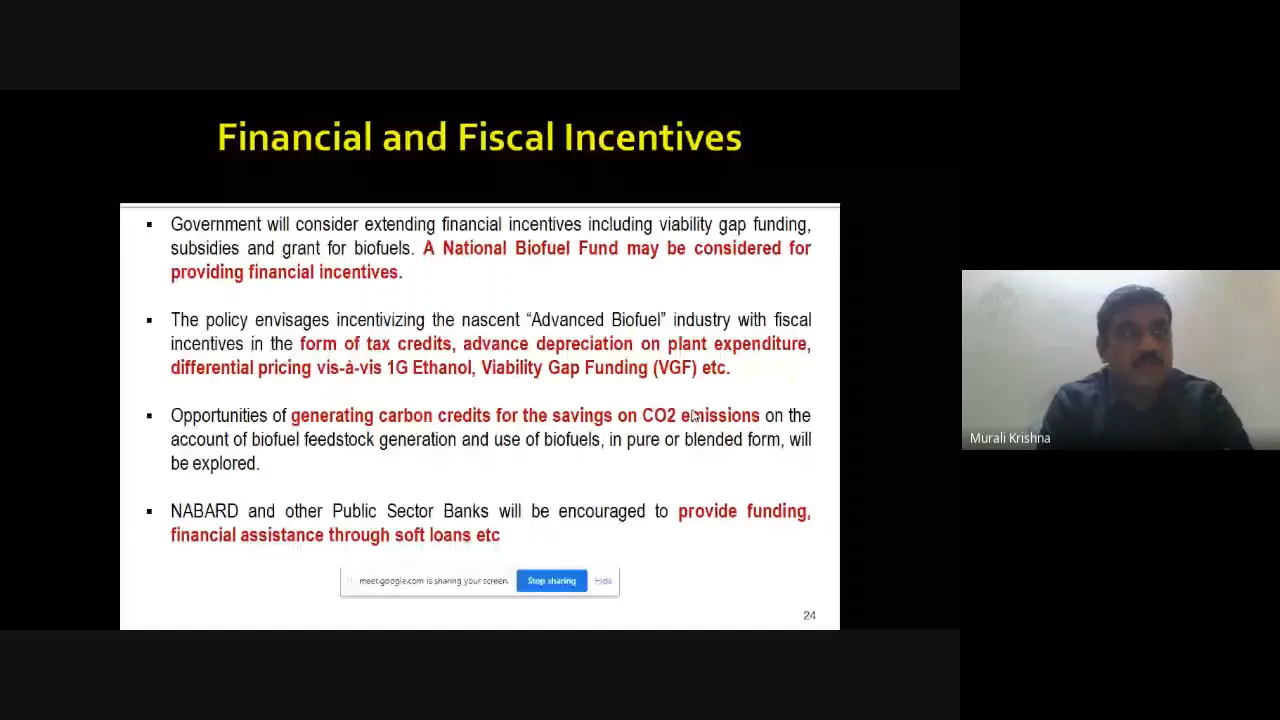 Financial and Fiscal Incentives
▪ Government will consider extending financial incentives including viability gap funding,
subsidies and grant for biofuels. A National Biofuel Fund may be considered for
providing financial incentives.
▪ The policy envisages incentivizing the nascent “Advanced Biofuel” industry with fiscal
incentives in the form of tax credits, advance depreciation on plant expenditure,
differential pricing vis-à-vis 1G Ethanol, Viability Gap Funding (VGF) etc.
▪ Opportunities of generating carbon credits for the savings on CO2 emissions on the
account of biofuel feedstock generation and use of biofuels, in pure or blended form, will
be explored.
▪ NABARD and other Public Sector Banks will be encouraged to provide funding,
financial assistance through soft loans etc
meet.google.com is sharing your screen. Stop sharing Hide
24
Murali Krishna